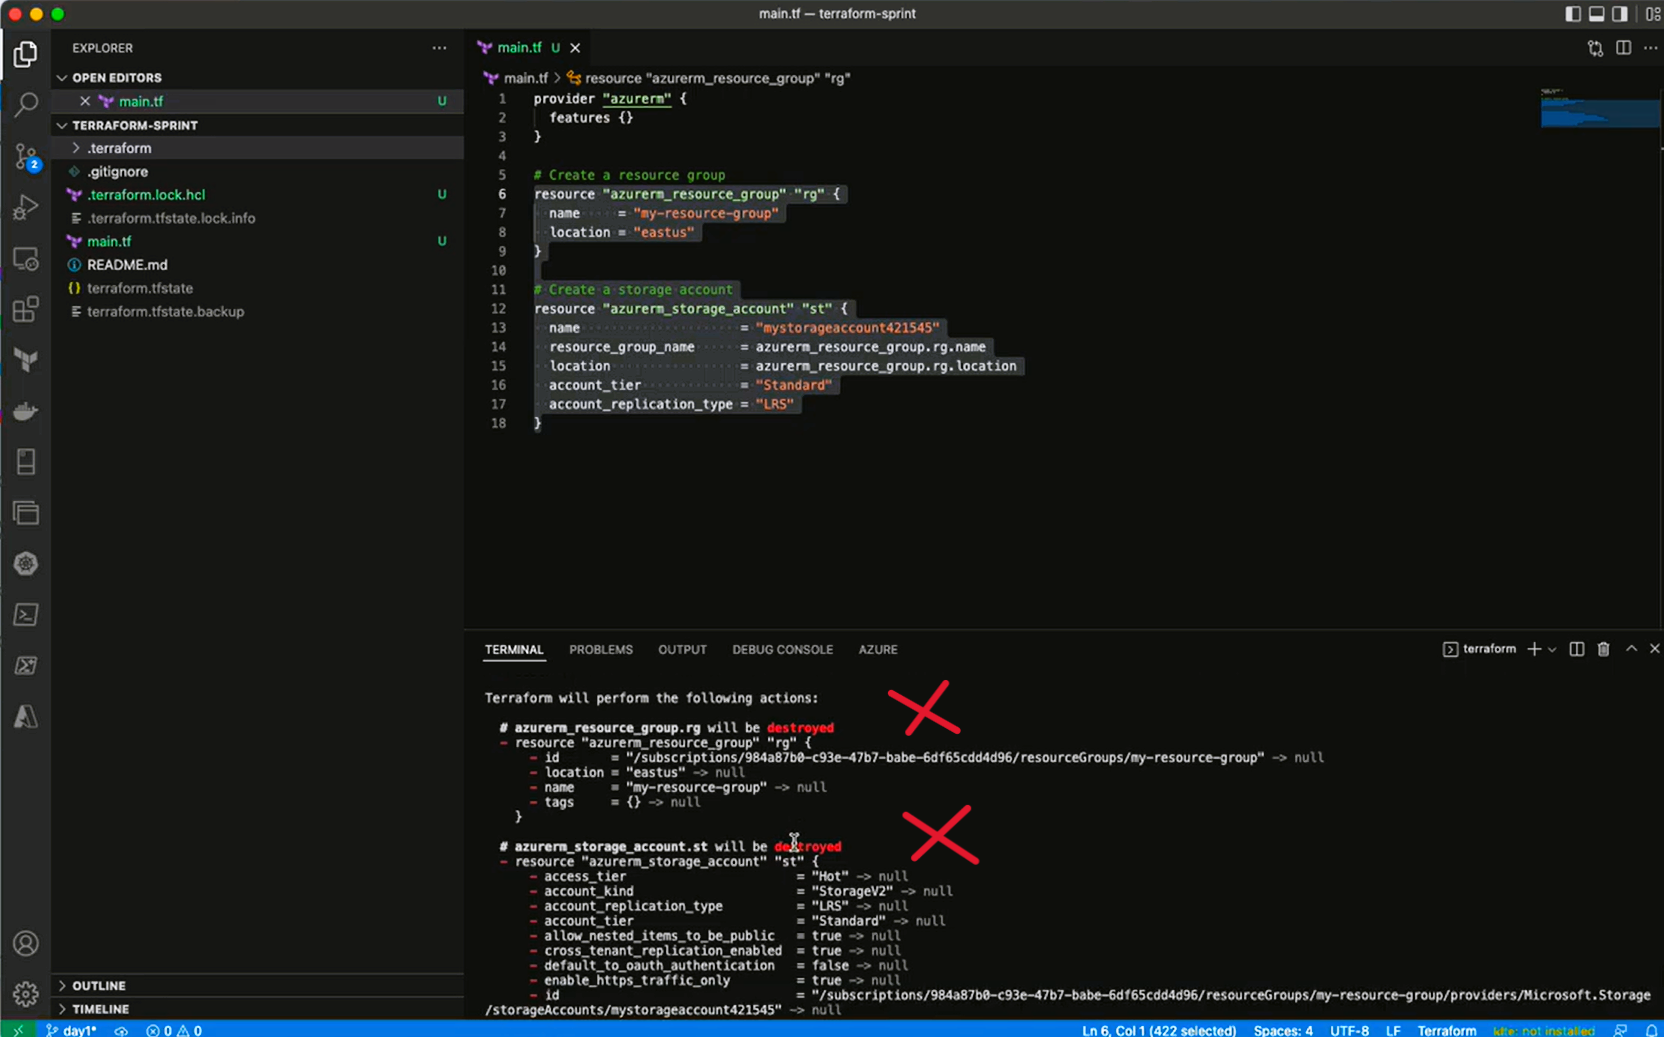 main.tf — terraform-sprint
EXPLORER
OPEN EDITORS
main.tf U
TERRAFORM-SPRINT
.terraform
.gitignore
.terraform.lock.hcl U
.terraform.tfstate.lock.info
main.tf U
README.md
terraform.tfstate
terraform.tfstate.backup
OUTLINE
TIMELINE
2
main.tf U
main.tf > resource "azurerm_resource_group" "rg"
1 provider "azurerm" {
2 features {}
3 }
4
5 # Create a resource group
6 resource "azurerm_resource_group" "rg" {
7 name = "my-resource-group"
8 location = "eastus"
9 }
10
11 # Create a storage account
12 resource "azurerm_storage_account" "st" {
13 name = "mystorageaccount421545"
14 resource_group_name = azurerm_resource_group.rg.name
15 location = azurerm_resource_group.rg.location
16 account_tier = "Standard"
17 account_replication_type = "LRS"
18 }
TERMINAL PROBLEMS OUTPUT DEBUG CONSOLE AZURE terraform
Terraform will perform the following actions:
# azurerm_resource_group.rg will be destroyed
- resource "azurerm_resource_group" "rg" {
- id = "/subscriptions/984a87b0-c93e-47b7-babe-6df65cdd4d96/resourceGroups/my-resource-group" -> null
- location = "eastus" -> null
- name = "my-resource-group" -> null
- tags = {} -> null
}
# azurerm_storage_account.st will be destroyed
- resource "azurerm_storage_account" "st" {
- access_tier = "Hot" -> null
- account_kind = "StorageV2" -> null
- account_replication_type = "LRS" -> null
- account_tier = "Standard" -> null
- allow_nested_items_to_be_public = true -> null
- cross_tenant_replication_enabled = true -> null
- default_to_oauth_authentication = false -> null
- enable_https_traffic_only = true -> null
- id = "/subscriptions/984a87b0-c93e-47b7-babe-6df65cdd4d96/resourceGroups/my-resource-group/providers/Microsoft.Storage
/storageAccounts/mystorageaccount421545" -> null
day1* 0 0 Ln 6, Col 1 (422 selected) Spaces: 4 UTF-8 LF Terraform kite: not installed